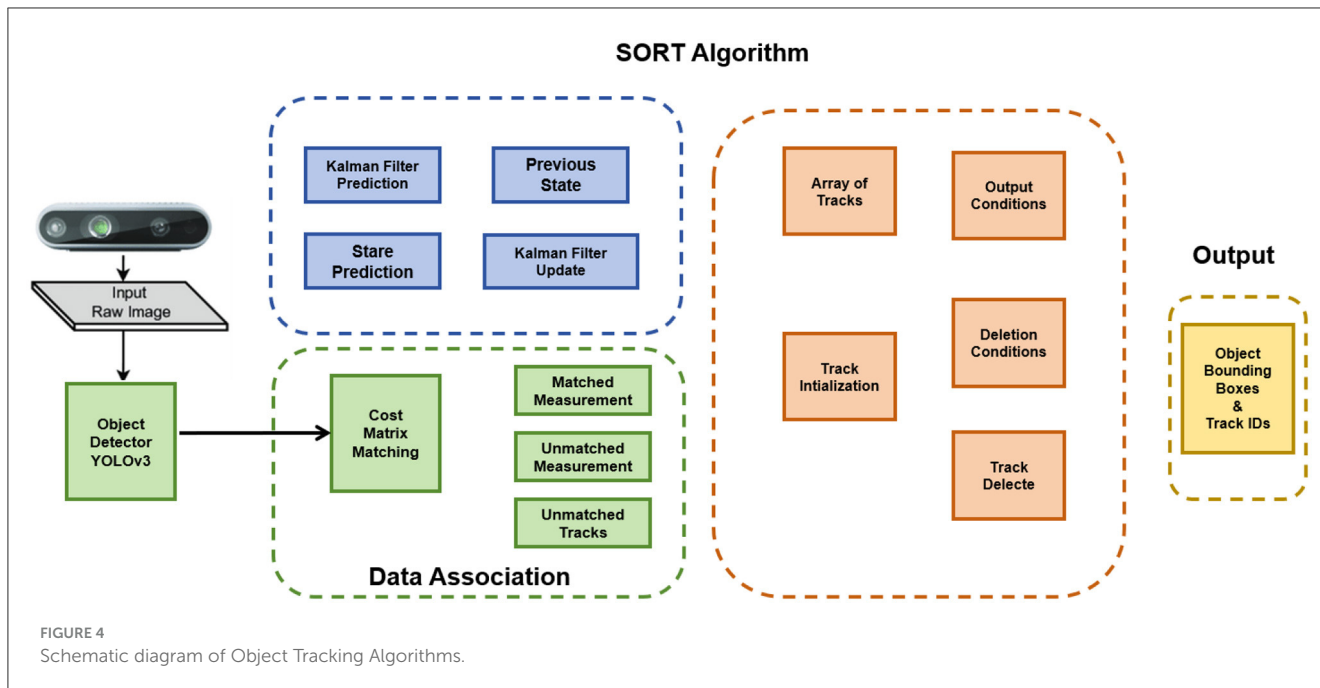 SORT Algorithm
Kalman Filter
Prediction
Previous
State
Stare
Prediction
Kalman Filter
Update
Input
Raw Image
Object
Detector
YOLOv3
Cost
Matrix
Matching
Matched
Measurement
Unmatched
Measurement
Unmatched
Tracks
Data Association
Array of
Tracks
Output
Conditions
Track
Intialization
Deletion
Conditions
Track
Delecte
Output
Object
Bounding
Boxes
&
Track IDs
FIGURE 4
Schematic diagram of Object Tracking Algorithms.